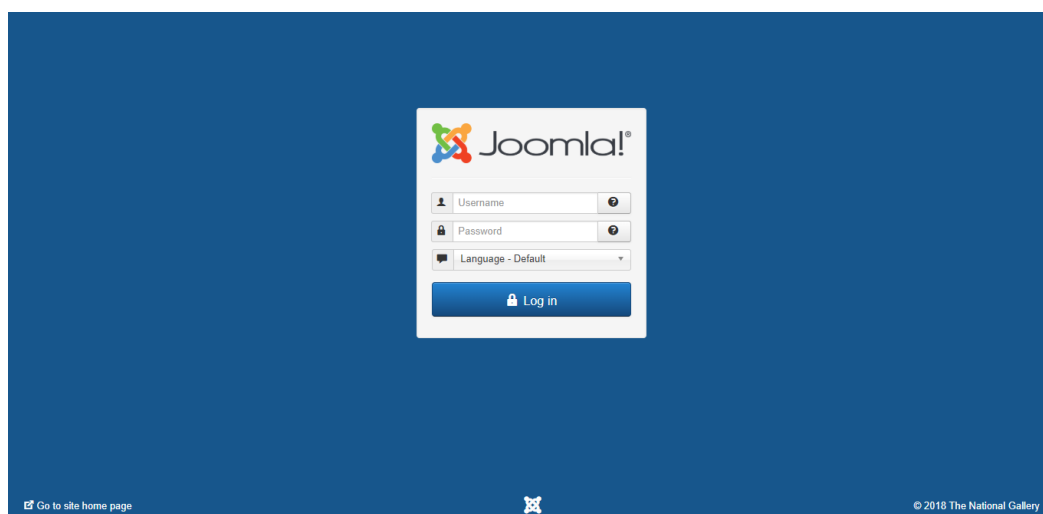 Joomla!®
Username
Password
Language - Default
Log in
Go to site home page
© 2018 The National Gallery